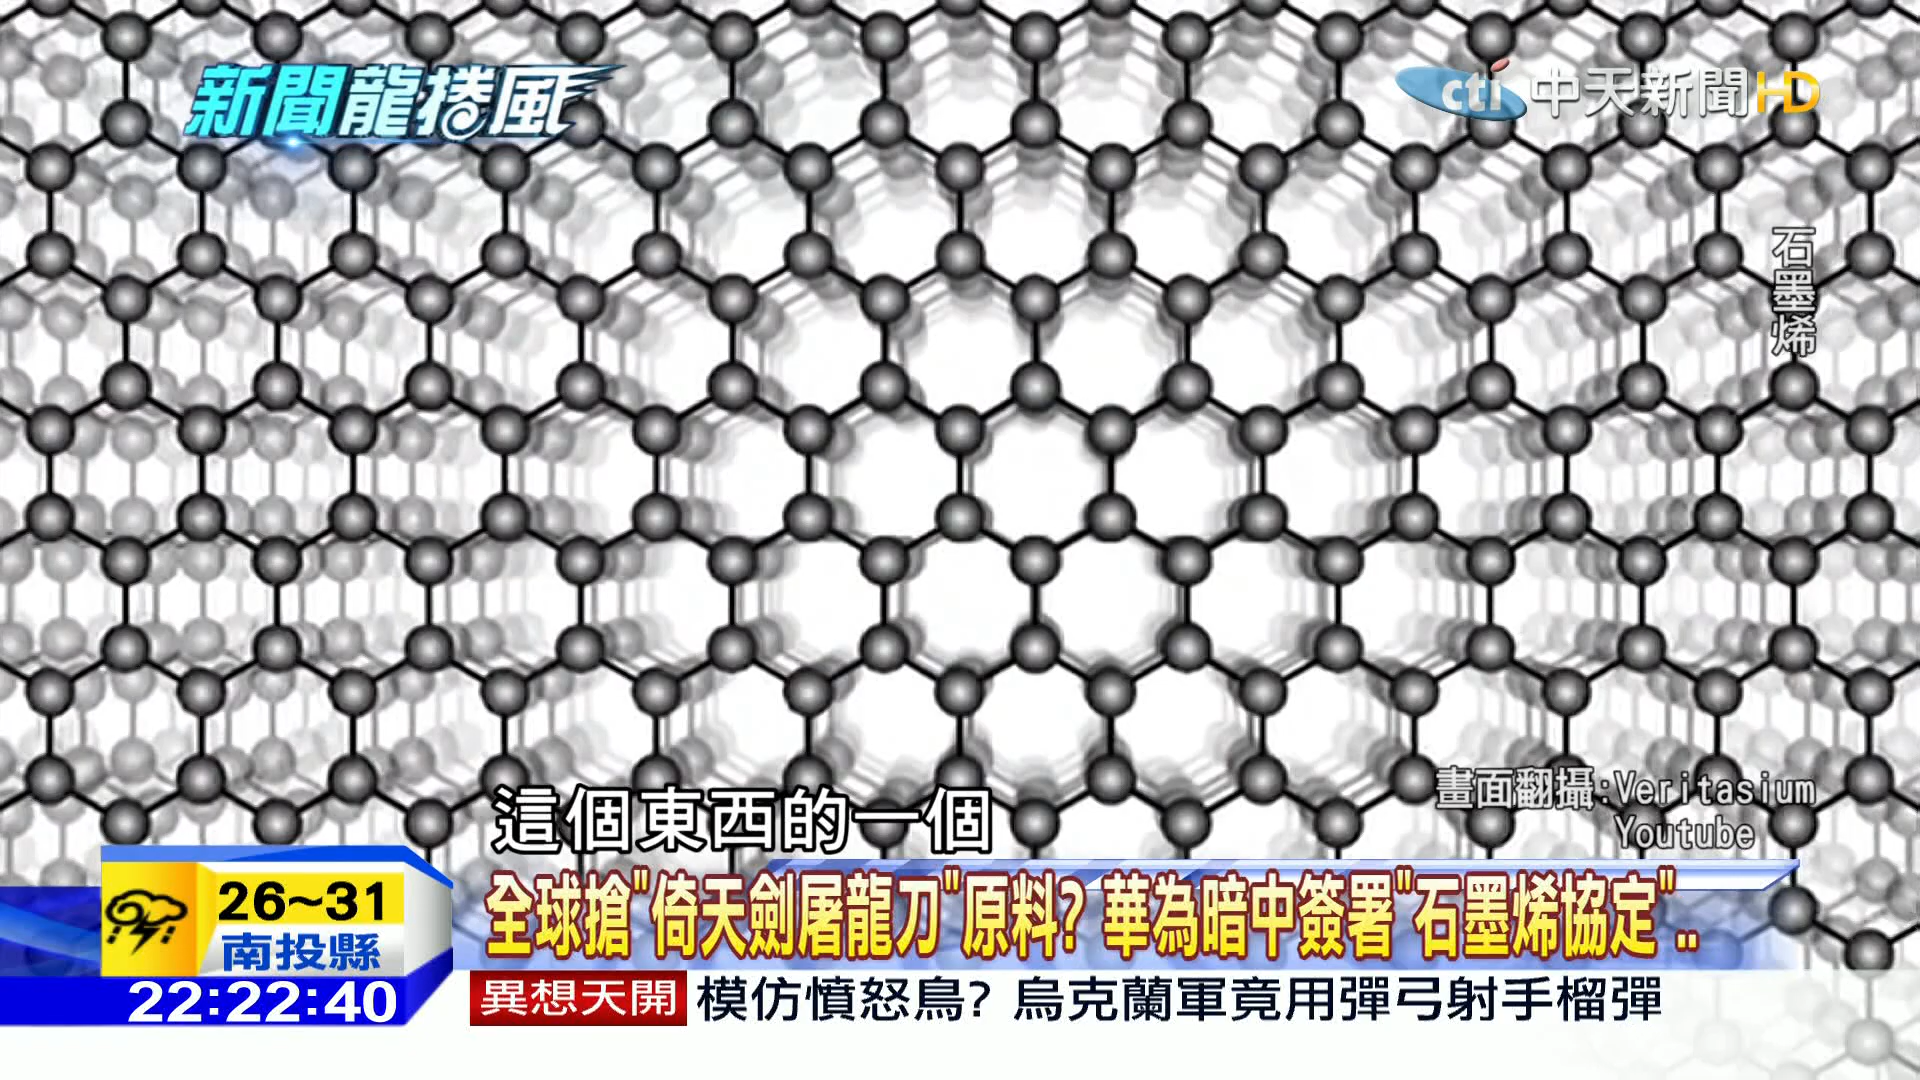 新聞龍捲風
cti 中天新聞HD
石墨烯
畫面翻攝:Veritasium
Youtube
這個東西的一個
全球搶"倚天劍屠龍刀"原料? 華為暗中簽署"石墨烯協定"..
26~31
南投縣
22:22:40
異想天開 模仿憤怒鳥? 烏克蘭軍竟用彈弓射手榴彈